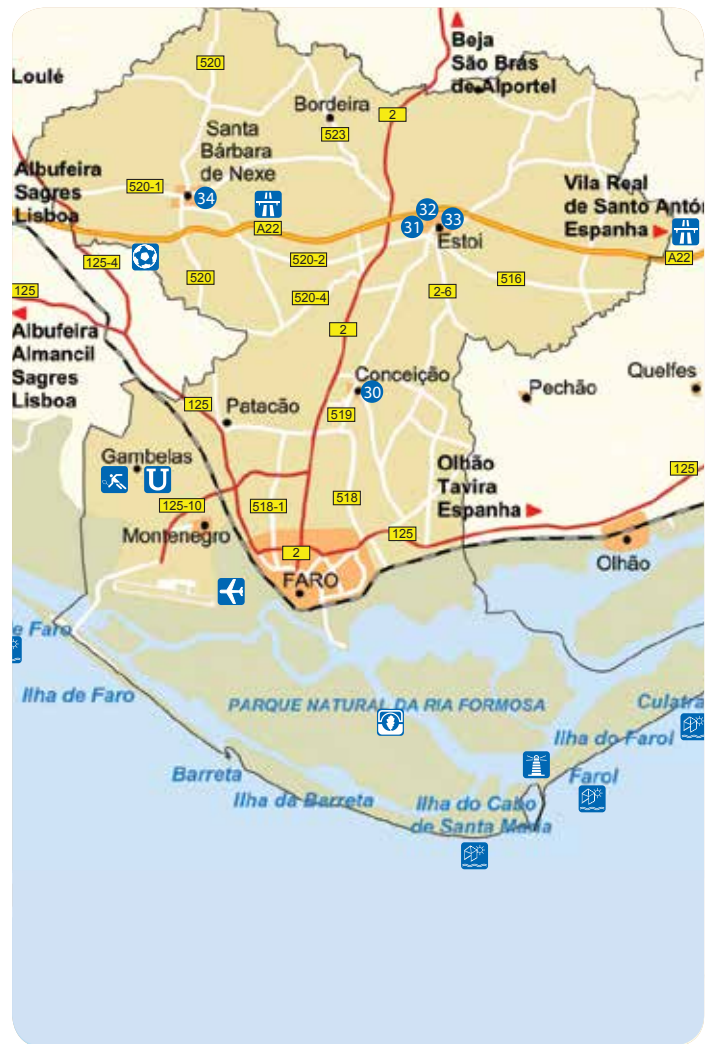 Beja
São Brás
de Alportel
520
Loulé
Bordeira
2
523
Santa
Bárbara
de Nexe
Albufeira
Sagres
Lisboa
520-1
34
Vila Real
de Santo Antó
Espanha
32
33
31
Estoi
A22
A22
125-4
520-2
520
520-4
2-6
516
125
2
Albufeira
Almancil
Sagres
Lisboa
Conceição
30
Quelfes
Pechão
125
Patacão
519
Gambelas
U
Olhão
Tavira
Espanha
125
125-10
518-1
518
Montenegro
125
2
Olhão
FARO
e Faro
Ilha de Faro
PARQUE NATURAL DA RIA FORMOSA
Culatra
Ilha do Farol
Barreta
Farol
Ilha da Barreta
Ilha do Cabo
de Santa Maria